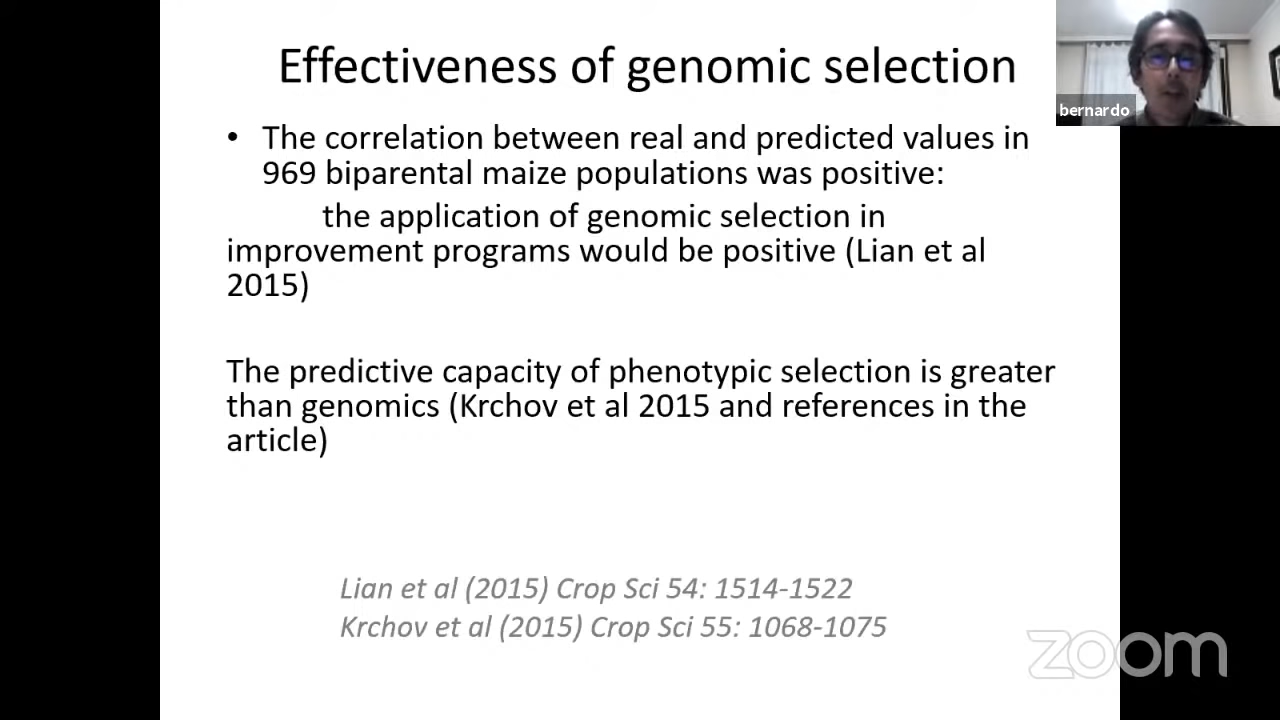 Effectiveness of genomic selection
bernardo
• The correlation between real and predicted values in
969 biparental maize populations was positive:
the application of genomic selection in
improvement programs would be positive (Lian et al
2015)
The predictive capacity of phenotypic selection is greater
than genomics (Krchov et al 2015 and references in the
article)
Lian et al (2015) Crop Sci 54: 1514-1522
Krchov et al (2015) Crop Sci 55: 1068-1075
zoom